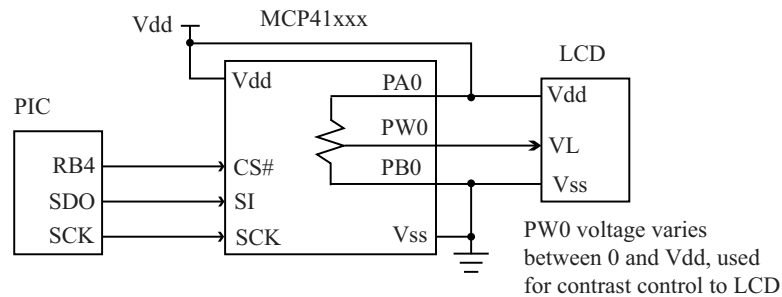 Vdd
MCP41xxx
LCD
Vdd
PA0
Vdd
PIC
PW0
VL
RB4
CS#
PB0
Vss
SDO
SI
SCK
SCK
Vss
PW0 voltage varies
between 0 and Vdd, used
for contrast control to LCD